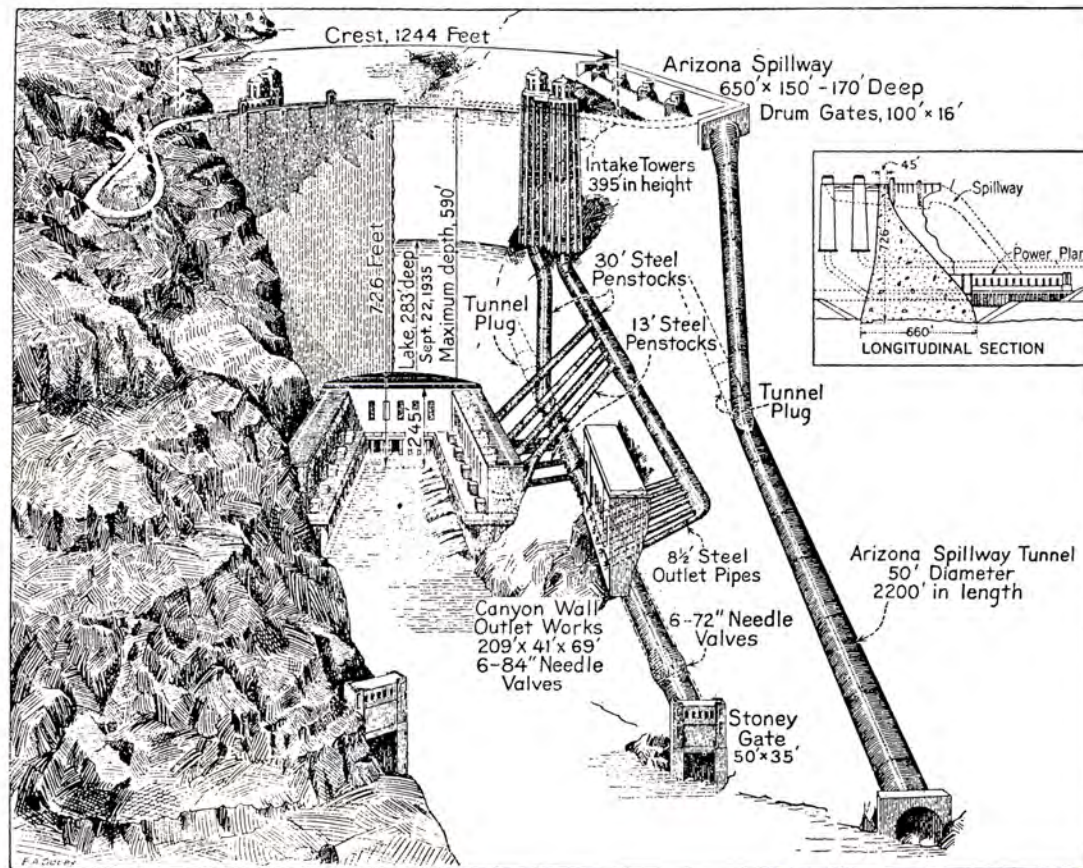 Crest, 1244 Feet
Arizona Spillway
650' × 150' - 170' Deep
Drum Gates, 100' × 16'
Intake Towers
395' in height
726 Feet
Lake 283' deep
Sept. 22, 1935
Maximum depth 590'
245'
30' Steel
Penstocks
Tunnel
Plug
13' Steel
Penstocks
Tunnel
Plug
45'
Spillway
726'
Power Plan
660'
LONGITUDINAL SECTION
8½' Steel
Outlet Pipes
Arizona Spillway Tunnel
50' Diameter
2200' in length
Canyon Wall
Outlet Works
209' × 41' × 69'
6-84" Needle
Valves
6-72" Needle
Valves
Stoney
Gate
50' × 35'